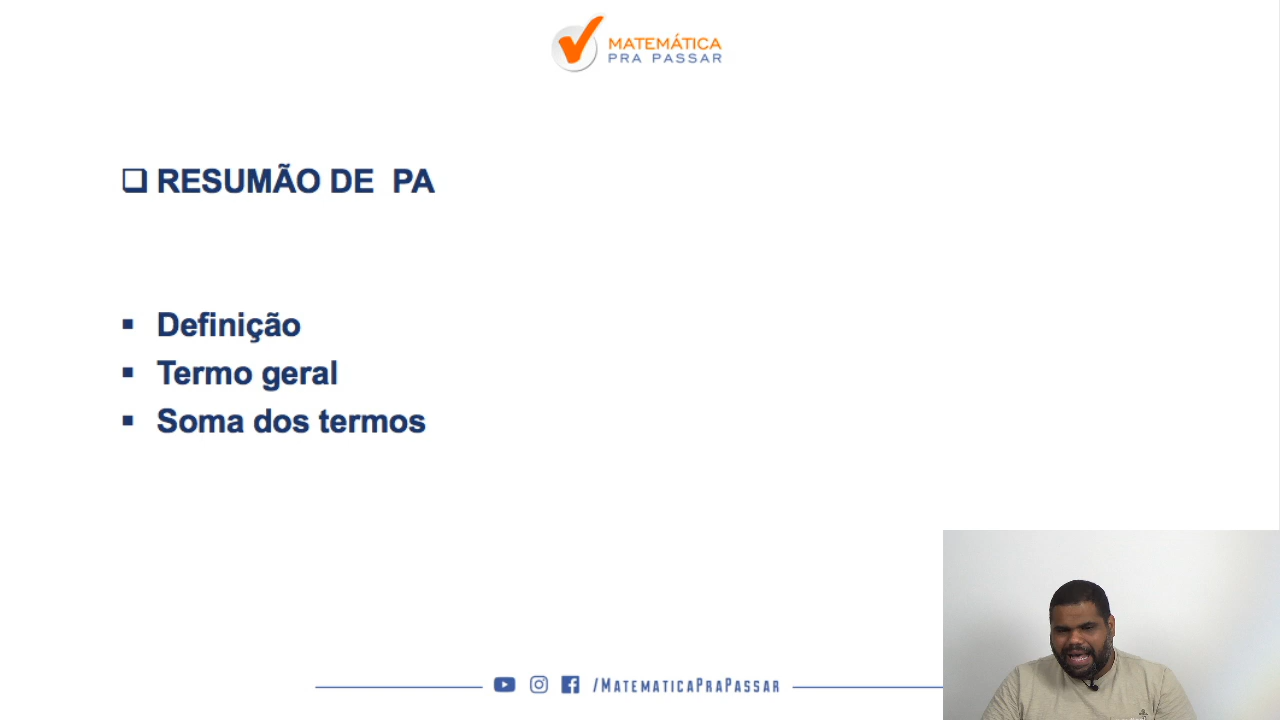 MATEMÁTICA
PRA PASSAR
RESUMÃO DE  PA
Definição
Termo geral
Soma dos termos
/MATEMATICAPRAPASSAR